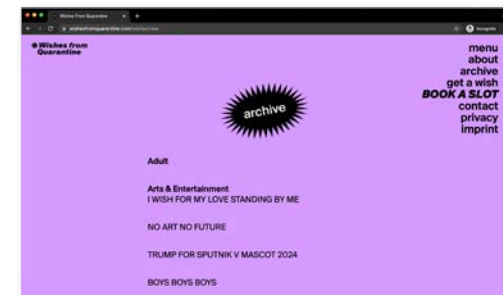 Wishes From Quarantine
wishesfromquarantine.com
Incognito
Wishes from
Quarantine
menu
about
archive
get a wish
BOOK A SLOT
contact
privacy
imprint
archive
Adult
Arts & Entertainment
I WISH FOR MY LOVE STANDING BY ME
NO ART NO FUTURE
TRUMP FOR SPUTNIK V MASCOT 2024
BOYS BOYS BOYS